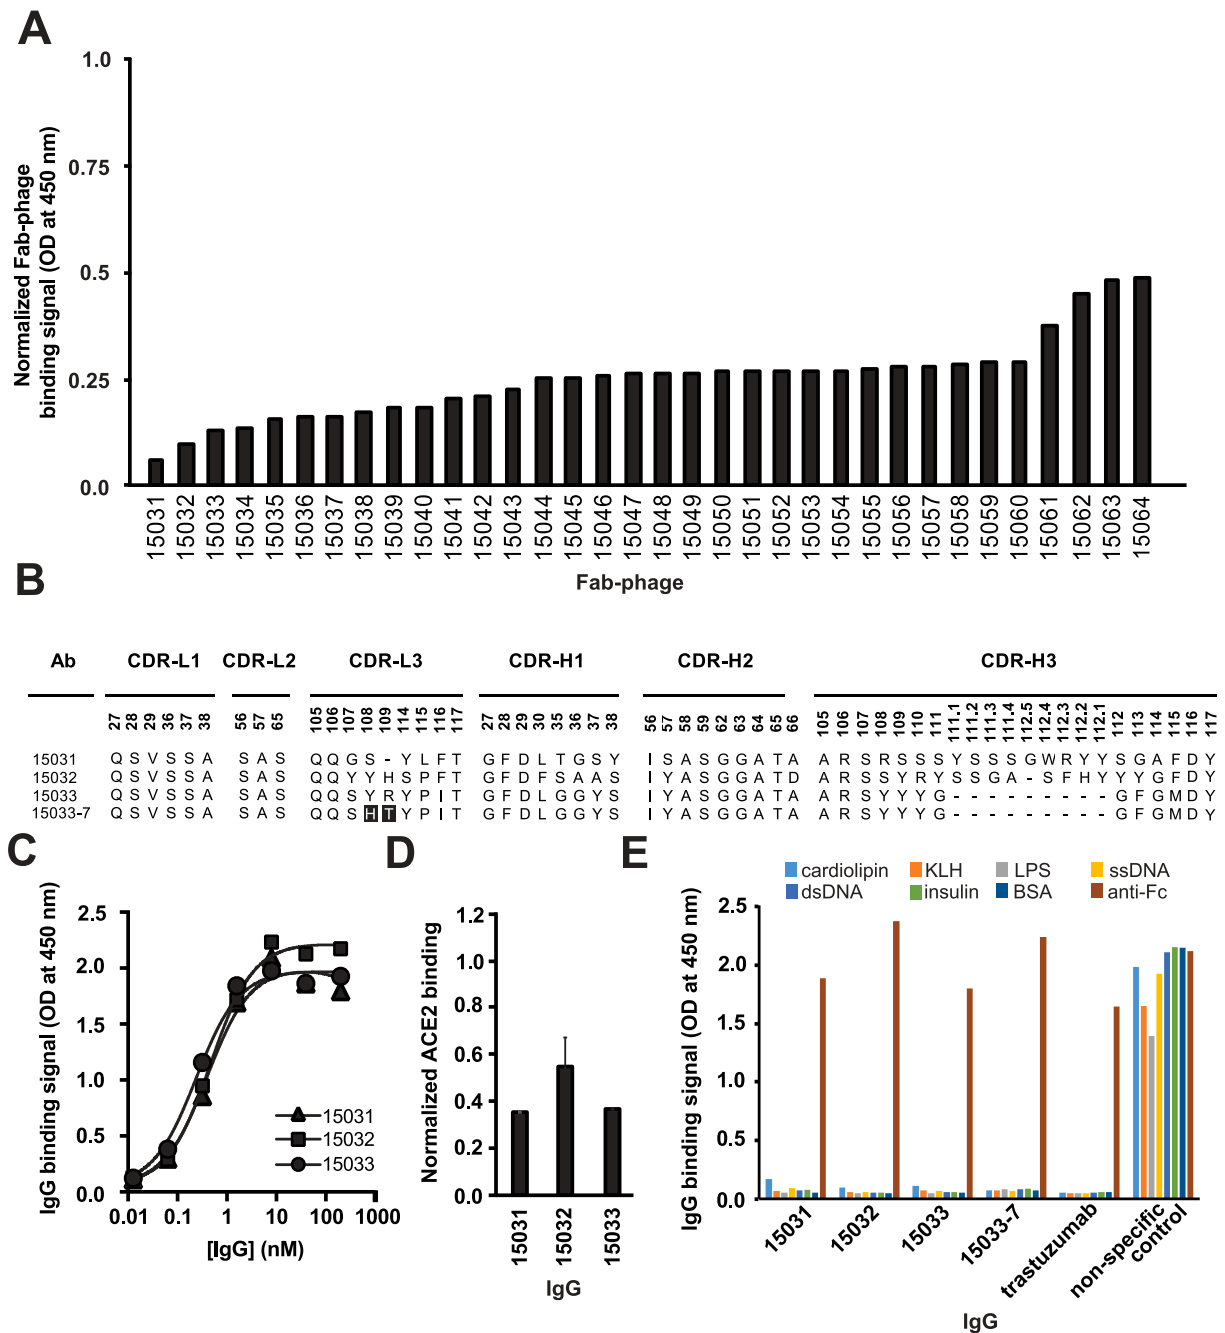 A
Normalized Fab-phage
binding signal (OD at 450 nm)
1.0
0.75
0.5
0.25
0.0
15031 15032 15033 15034 15035 15036 15037 15038 15039 15040 15041 15042 15043 15044 15045 15046 15047 15048 15049 15050 15051 15052 15053 15054 15055 15056 15057 15058 15059 15060 15061 15062 15063 15064
Fab-phage
B
Ab CDR-L1 CDR-L2 CDR-L3 CDR-H1 CDR-H2 CDR-H3
27 28 29 36 37 38 56 57 65 105 106 107 108 109 114 115 116 117 27 28 29 30 35 36 37 38 56 57 58 59 62 63 64 65 66 105 106 107 108 109 110 111 111.1 111.2 111.3 111.4 112.5 112.4 112.3 112.2 112.1 112 113 114 115 116 117
15031 Q S V S S A S A S Q Q G S - Y L F T G F D L T G S Y I S A S G G A T A A R S R S S Y S S S G W R Y Y S G A F D Y
15032 Q S V S S A S A S Q Q Y Y H S P F T G F D F S A A S I Y A S G G A T D A R S S Y R Y S S G A - S F H Y Y Y G F D Y
15033 Q S V S S A S A S Q Q S Y R Y P I T G F D L G G Y S I Y A S G G A T A A R S Y Y Y G - - - - - - - - - G F G M D Y
15033-7 Q S V S S A S A S Q Q S H T Y P I T G F D L G G Y S I Y A S G G A T A A R S Y Y Y G - - - - - - - - - G F G M D Y
C
IgG binding signal (OD at 450 nm)
2.5
2.0
1.5
1.0
0.5
0.0
15031
15032
15033
0.01 0.1 1 10 100 1000
[IgG] (nM)
D
Normalized ACE2 binding
1.2
1.0
0.8
0.6
0.4
0.2
0.0
15031 15032 15033
IgG
E
cardiolipin KLH LPS ssDNA
dsDNA insulin BSA anti-Fc
IgG binding signal (OD at 450 nm)
2.5
2.0
1.5
1.0
0.5
0.0
15031 15032 15033 15033-7 trastuzumab non-specific
control
IgG